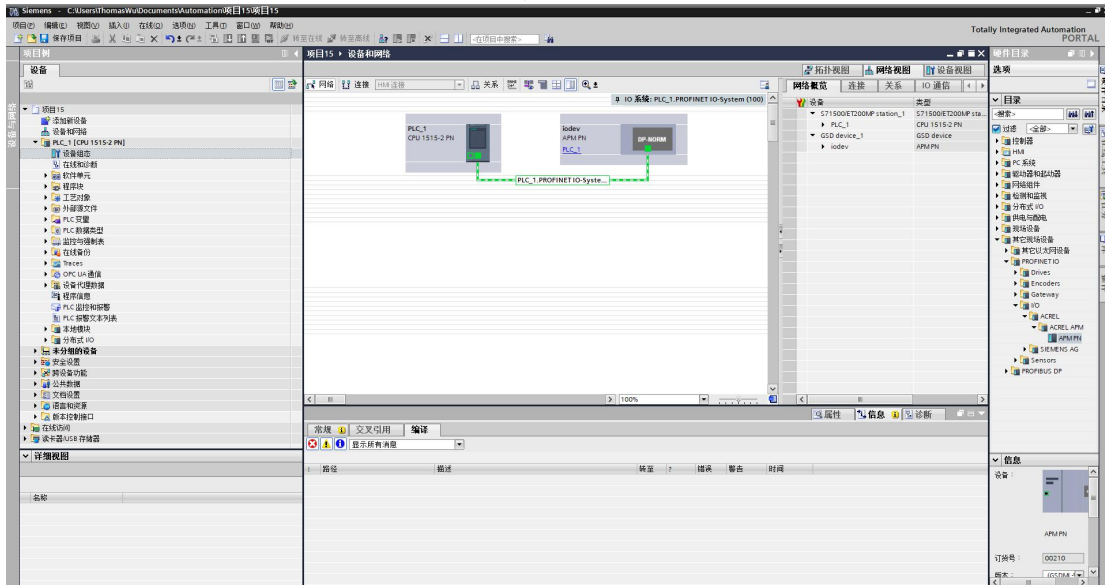 Siemens - C:\Users\ThomasWu\Documents\Automation\项目15\项目15
项目(P) 编辑(E) 视图(V) 插入(I) 在线(O) 选项(N) 工具(T) 窗口(W) 帮助(H)
Totally Integrated Automation
PORTAL
保存项目 转至在线 转至离线 <在项目中搜索>
项目树
设备
项目15
添加新设备
设备和网络
PLC_1 [CPU 1515-2 PN]
设备组态
在线和诊断
软件单元
程序块
工艺对象
外部源文件
PLC 变量
PLC 数据类型
监控与强制表
在线备份
Traces
OPC UA 通信
设备代理数据
程序信息
PLC 监控和报警
PLC 报警文本列表
本地模块
分布式 I/O
未分组的设备
安全设置
跨设备功能
公共数据
文档设置
语言和资源
版本控制接口
在线访问
读卡器/USB 存储器
详细视图
名称
项目15 ▸ 设备和网络
拓扑视图 网络视图 设备视图
网络 连接 HMI 连接 关系
IO 系统: PLC_1.PROFINET IO-System (100)
PLC_1
CPU 1515-2 PN
iodev
APM PN
PLC_1
DP-NORM
PLC_1.PROFINET IO-Syste...
100%
网络概览 连接 关系 IO 通信
设备 类型
S71500/ET200MP station_1 S71500/ET200MP sta...
PLC_1 CPU 1515-2 PN
GSD device_1 GSD device
iodev APM PN
属性 信息 诊断
常规 交叉引用 编译
显示所有消息
! 路径 描述 转至 ? 错误 警告 时间
硬件目录
选项
目录
<搜索>
过滤 <全部>
控制器
HMI
PC 系统
驱动器和起动器
网络组件
检测和监视
分布式 I/O
供电与配电
现场设备
其它现场设备
其它以太网设备
PROFINET IO
Drives
Encoders
Gateway
I/O
ACREL
ACREL APM
APM PN
SIEMENS AG
Sensors
PROFIBUS DP
信息
设备：
APM PN
订货号： 00210
版本： (GSDML-